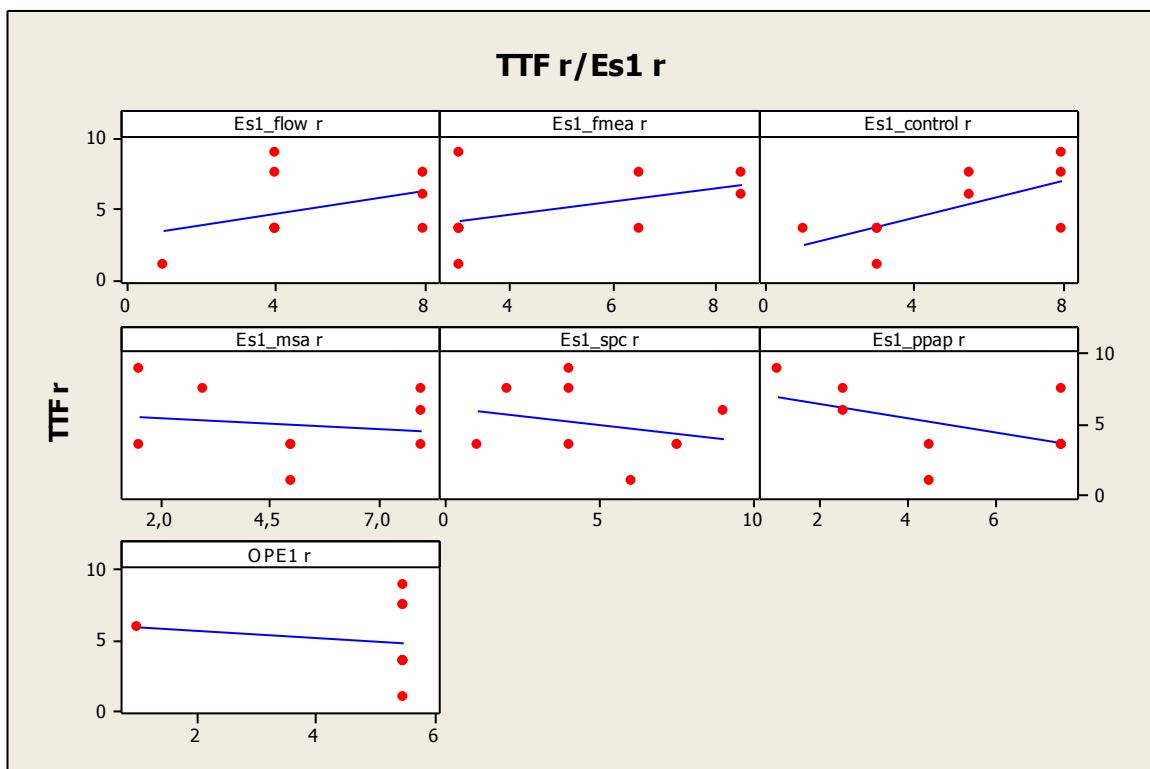 TTF r/Es1 r
Es1_flow r Es1_fmea r Es1_control r
10
5
0
0 4 8 4 6 8 0 4 8
Es1_msa r Es1_spc r Es1_ppap r
10
5
0
2,0 4,5 7,0 0 5 10 2 4 6
TTF r
OPE1 r
10
5
0
2 4 6